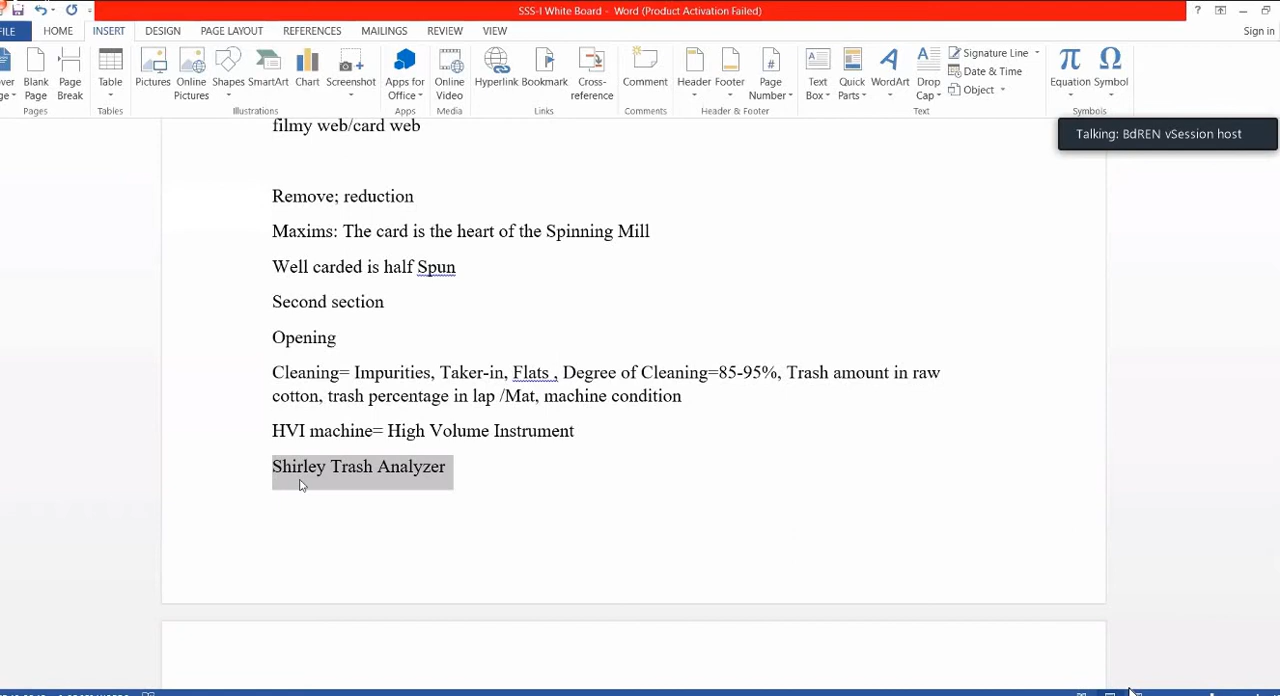 SSS-I White Board - Word (Product Activation Failed)
HOME INSERT DESIGN PAGE LAYOUT REFERENCES MAILINGS REVIEW VIEW Sign in
Blank Page
Page Break
Pages
Table
Tables
Pictures
Online Pictures
Shapes
SmartArt
Chart
Screenshot
Illustrations
Apps for Office
Apps
Online Video
Media
Hyperlink
Bookmark
Cross-reference
Links
Comment
Comments
Header
Footer
Page Number
Header & Footer
Text Box
Quick Parts
WordArt
Drop Cap
Signature Line
Date & Time
Object
Text
Equation
Symbol
Symbols
Talking: BdREN vSession host
filmy web/card web
Remove; reduction
Maxims: The card is the heart of the Spinning Mill
Well carded is half Spun
Second section
Opening
Cleaning= Impurities, Taker-in, Flats , Degree of Cleaning=85-95%, Trash amount in raw
cotton, trash percentage in lap /Mat, machine condition
HVI machine= High Volume Instrument
Shirley Trash Analyzer